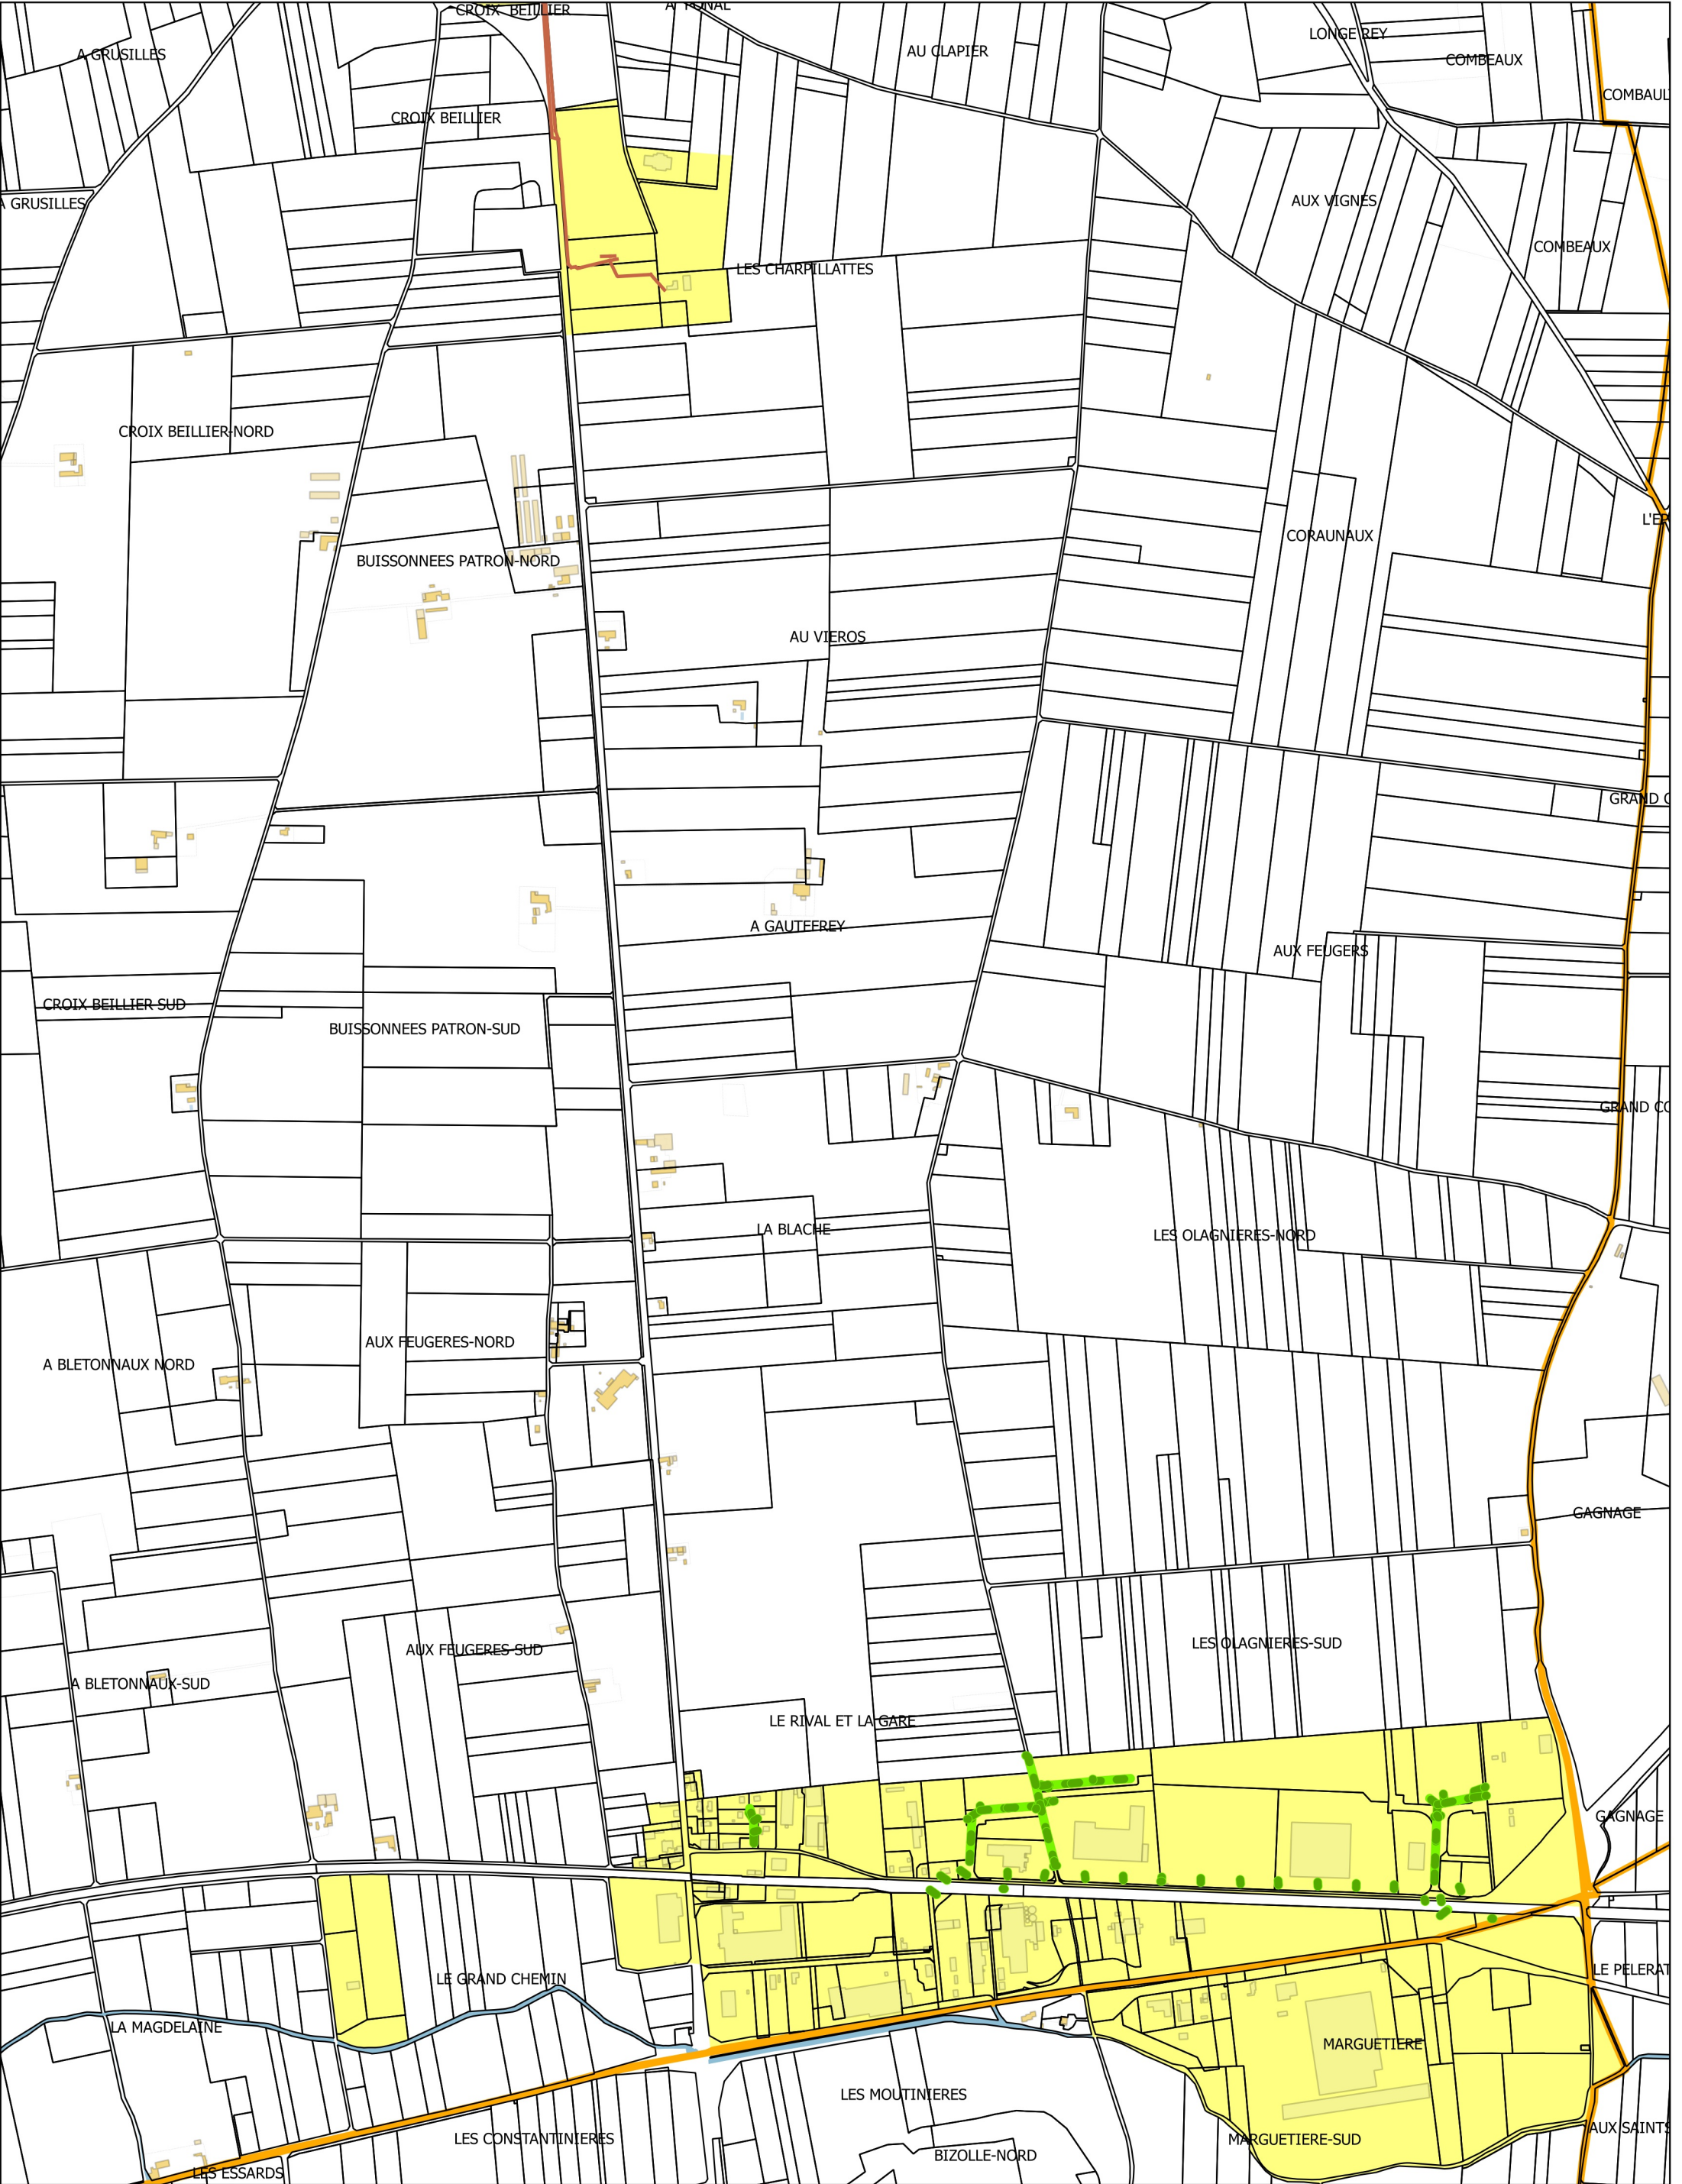 CROIX BEILLIER
A GRUSILLES
AU CLAPIER
LONGE REY
COMBEAUX
CROIX BEILLIER
A GRUSILLES
AUX VIGNES
COMBEAUX
LES CHARPILLATTES
CROIX BEILLIER-NORD
CORAUNAUX
BUISSONNEES PATRON-NORD
AU VIEROS
GRAND
A GAUTEFREY
AUX FEUGERS
CROIX BEILLIER SUD
BUISSONNEES PATRON-SUD
GRAND
LA BLACHE
LES OLAGNIERES-NORD
AUX FEUGERES-NORD
A BLETONNAUX NORD
GAGNAGE
LES OLAGNIERES-SUD
AUX FEUGERES-SUD
A BLETONNAUX-SUD
LE RIVAL ET LA GARE
GAGNAGE
LE PELERAT
LE GRAND CHEMIN
LA MAGDELAINE
MARGUETIERE
LES MOUTINIERES
AUX SAINTS
LES CONSTANTINIERES
MARGUETIERE-SUD
BIZOLLE-NORD
LES ESSARDS